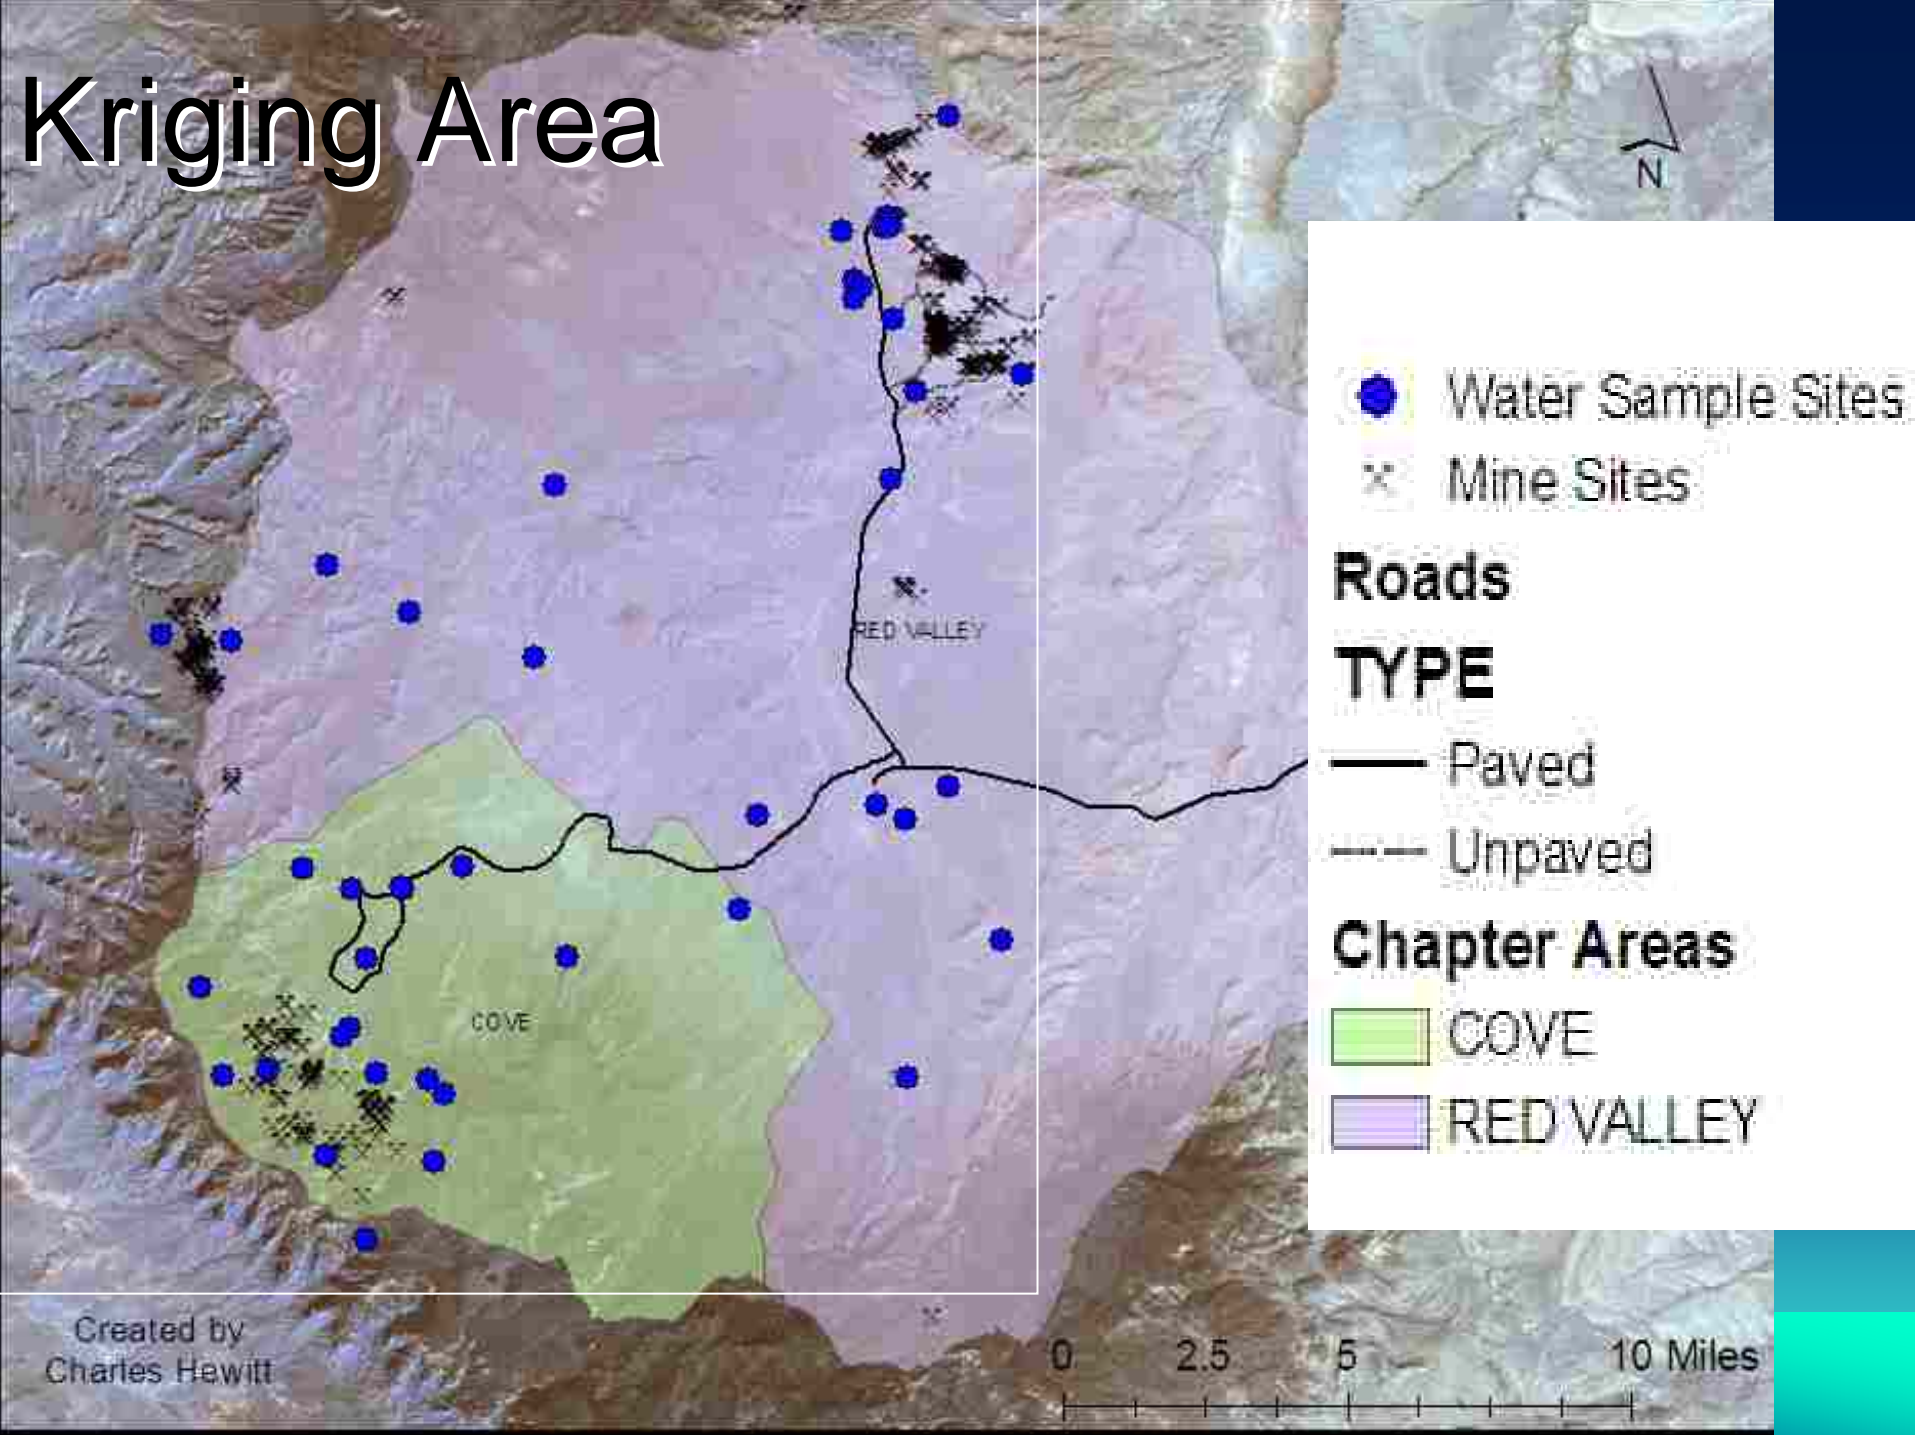 Kriging Area
N
Water Sample Sites
Mine Sites
Roads
TYPE
Paved
Unpaved
Chapter Areas
COVE
RED VALLEY
RED VALLEY
COVE
Created by
Charles Hewitt
0 2.5 5 10 Miles